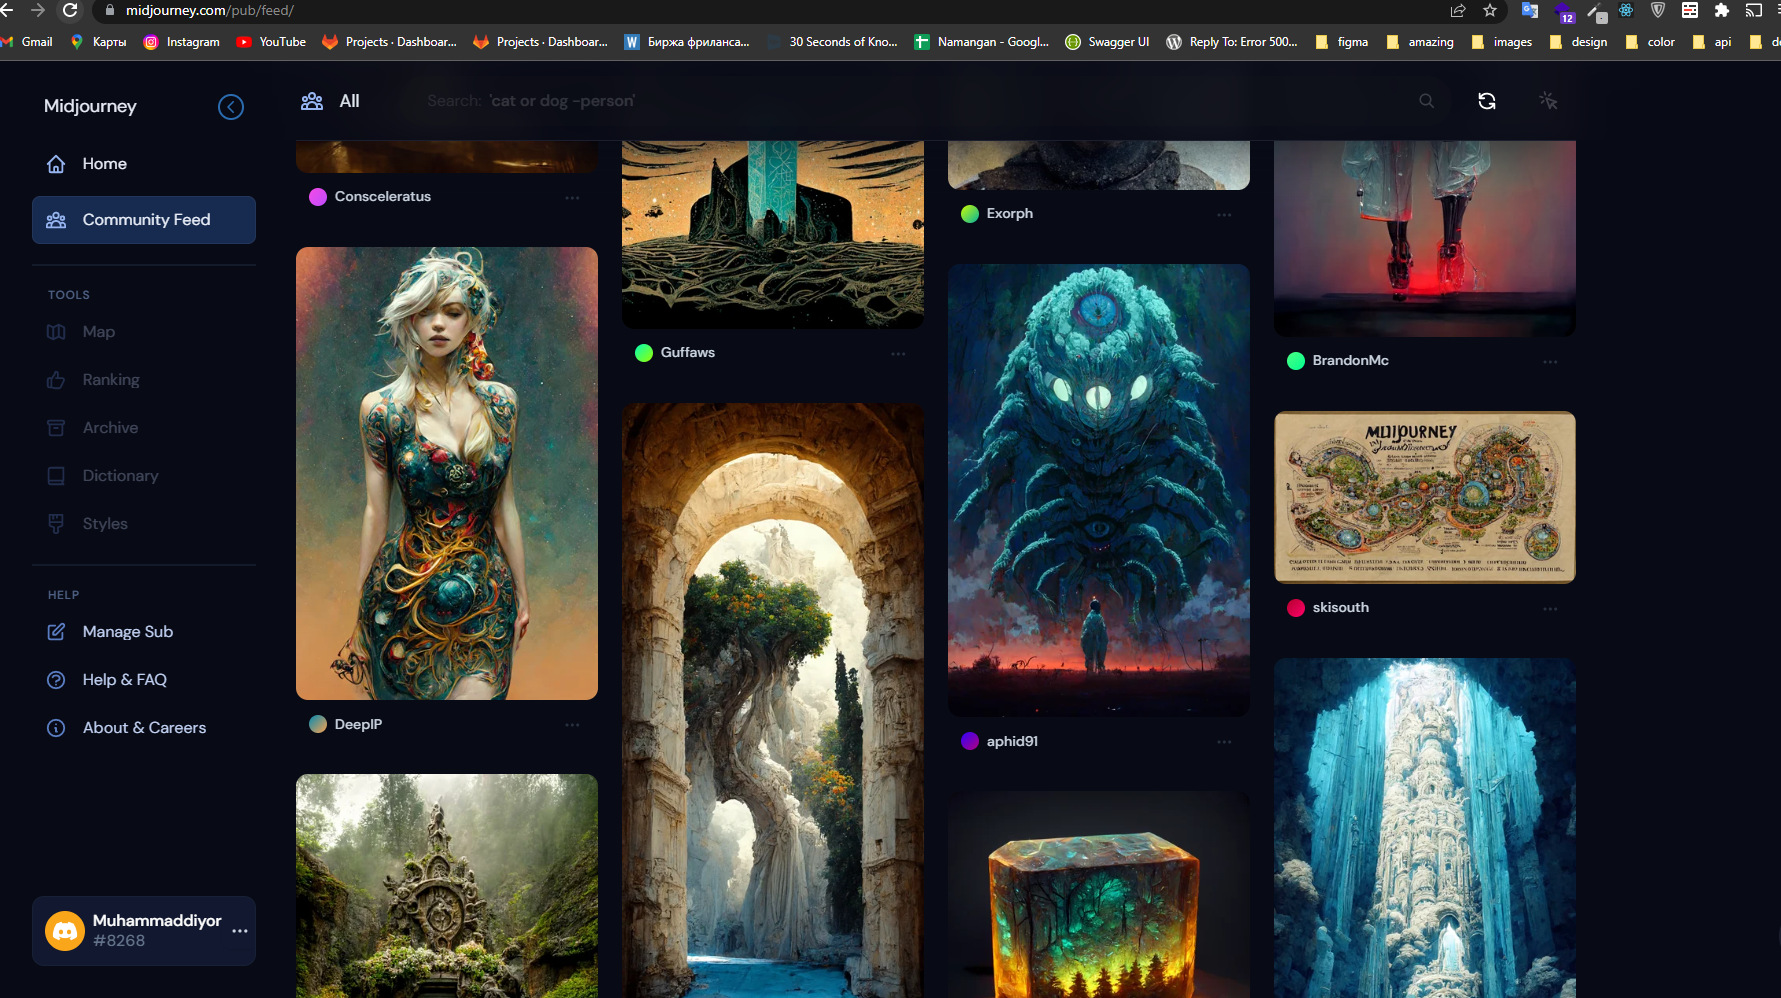 midjourney.com/pub/feed/
12
Gmail
Карты
Instagram
YouTube
Projects · Dashboar...
Projects · Dashboar...
Биржа фриланса...
30 Seconds of Kno...
Namangan - Googl...
Swagger UI
Reply To: Error 500...
figma
amazing
images
design
color
api
Midjourney
Home
Community Feed
TOOLS
Map
Ranking
Archive
Dictionary
Styles
HELP
Manage Sub
Help & FAQ
About & Careers
Muhammaddiyor
#8268
All
Search: 'cat or dog -person'
Consceleratus
DeepIP
Guffaws
Exorph
aphid91
BrandonMc
skisouth